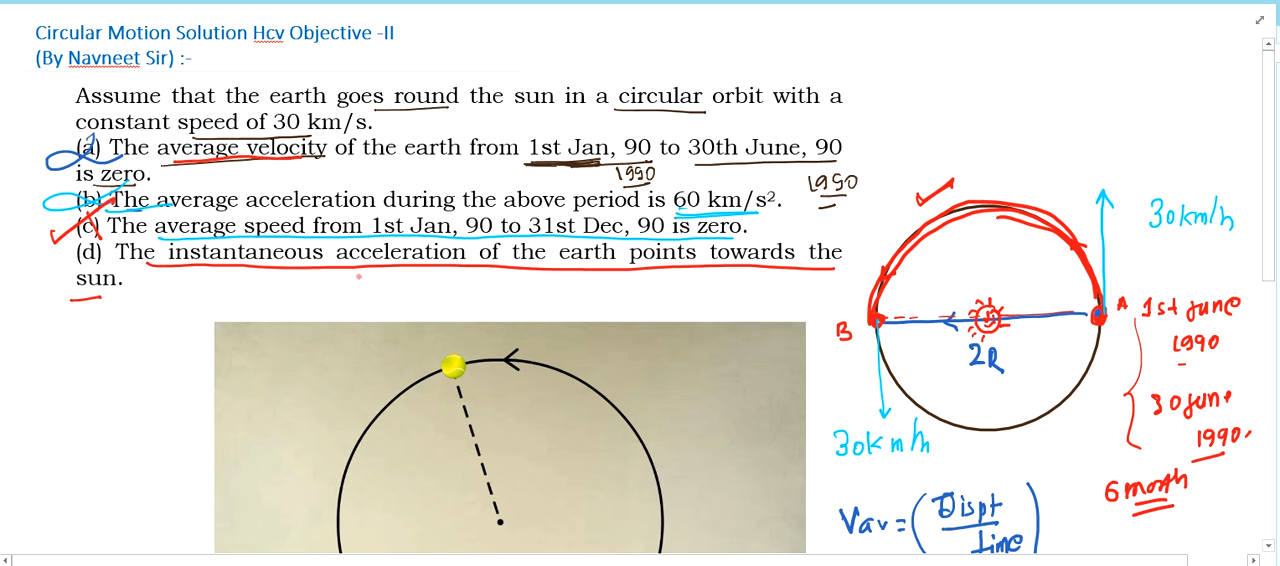 Circular Motion Solution Hcv Objective -II
(By Navneet Sir) :-
Assume that the earth goes round the sun in a circular orbit with a
constant speed of 30 km/s.
(a) The average velocity of the earth from 1st Jan, 90 to 30th June, 90
is zero.
1990
1990
(b) The average acceleration during the above period is 60 km/s².
(c) The average speed from 1st Jan, 90 to 31st Dec, 90 is zero.
(d) The instantaneous acceleration of the earth points towards the
sun.
30km/h
B
A 1st June
1990
2R
30 June
1990.
30km/h
6 month
Vav = (Dispt
time)